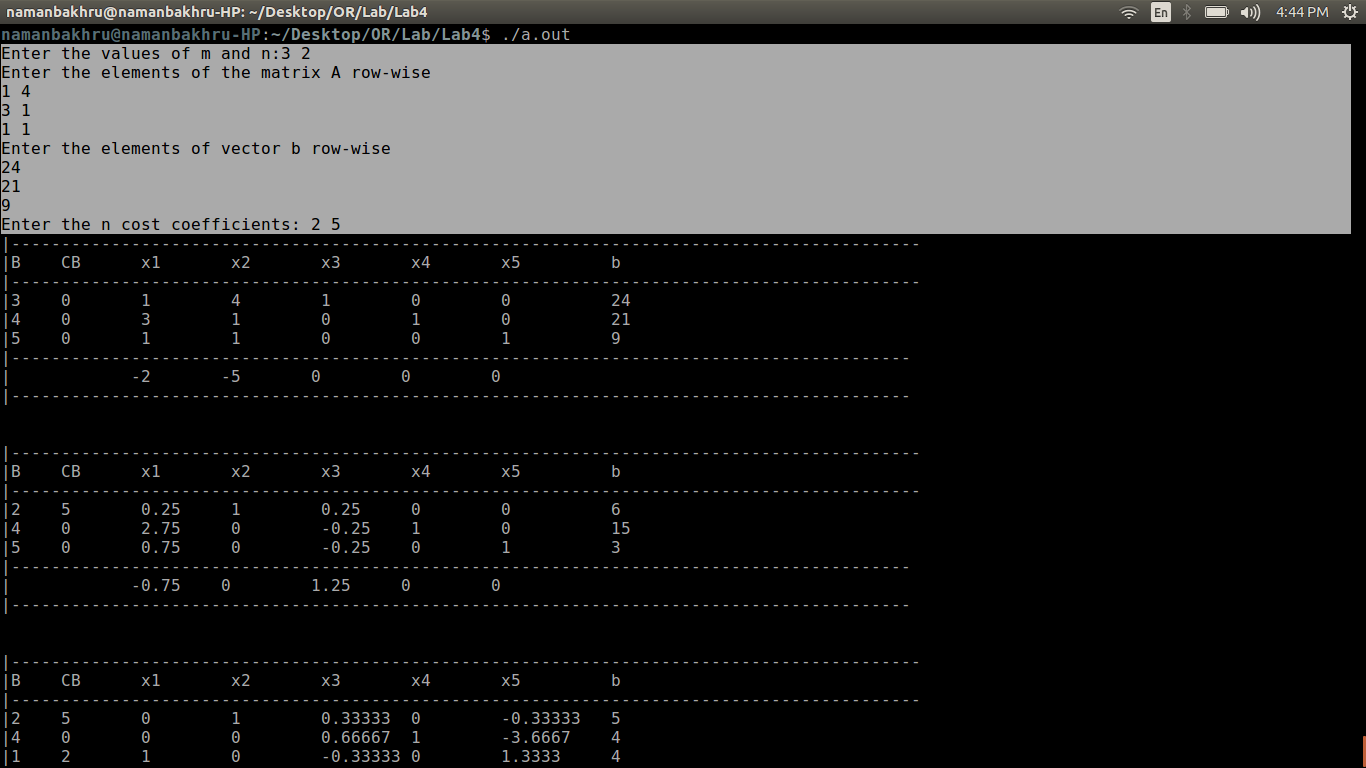 namanbakhru@namanbakhru-HP: ~/Desktop/OR/Lab/Lab4 En 4:44 PM
namanbakhru@namanbakhru-HP:~/Desktop/OR/Lab/Lab4$ ./a.out
Enter the values of m and n:3 2
Enter the elements of the matrix A row-wise
1 4
3 1
1 1
Enter the elements of vector b row-wise
24
21
9
Enter the n cost coefficients: 2 5
|-------------------------------------------------------------------------------------------
|B    CB      x1       x2       x3       x4       x5         b
|-------------------------------------------------------------------------------------------
|3    0       1        4        1        0        0          24
|4    0       3        1        0        1        0          21
|5    0       1        1        0        0        1          9
|------------------------------------------------------------------------------------------
|            -2       -5       0        0        0
|------------------------------------------------------------------------------------------
|-------------------------------------------------------------------------------------------
|B    CB      x1       x2       x3       x4       x5         b
|-------------------------------------------------------------------------------------------
|2    5       0.25     1        0.25     0        0          6
|4    0       2.75     0        -0.25    1        0          15
|5    0       0.75     0        -0.25    0        1          3
|------------------------------------------------------------------------------------------
|            -0.75    0        1.25     0        0
|------------------------------------------------------------------------------------------
|-------------------------------------------------------------------------------------------
|B    CB      x1       x2       x3       x4       x5         b
|-------------------------------------------------------------------------------------------
|2    5       0        1        0.33333  0        -0.33333   5
|4    0       0        0        0.66667  1        -3.6667    4
|1    2       1        0        -0.33333 0        1.3333     4